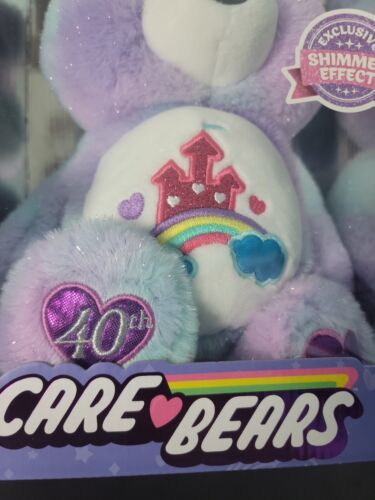 EXCLUSIVE
SHIMMER
EFFECT
40th
CARE BEARS